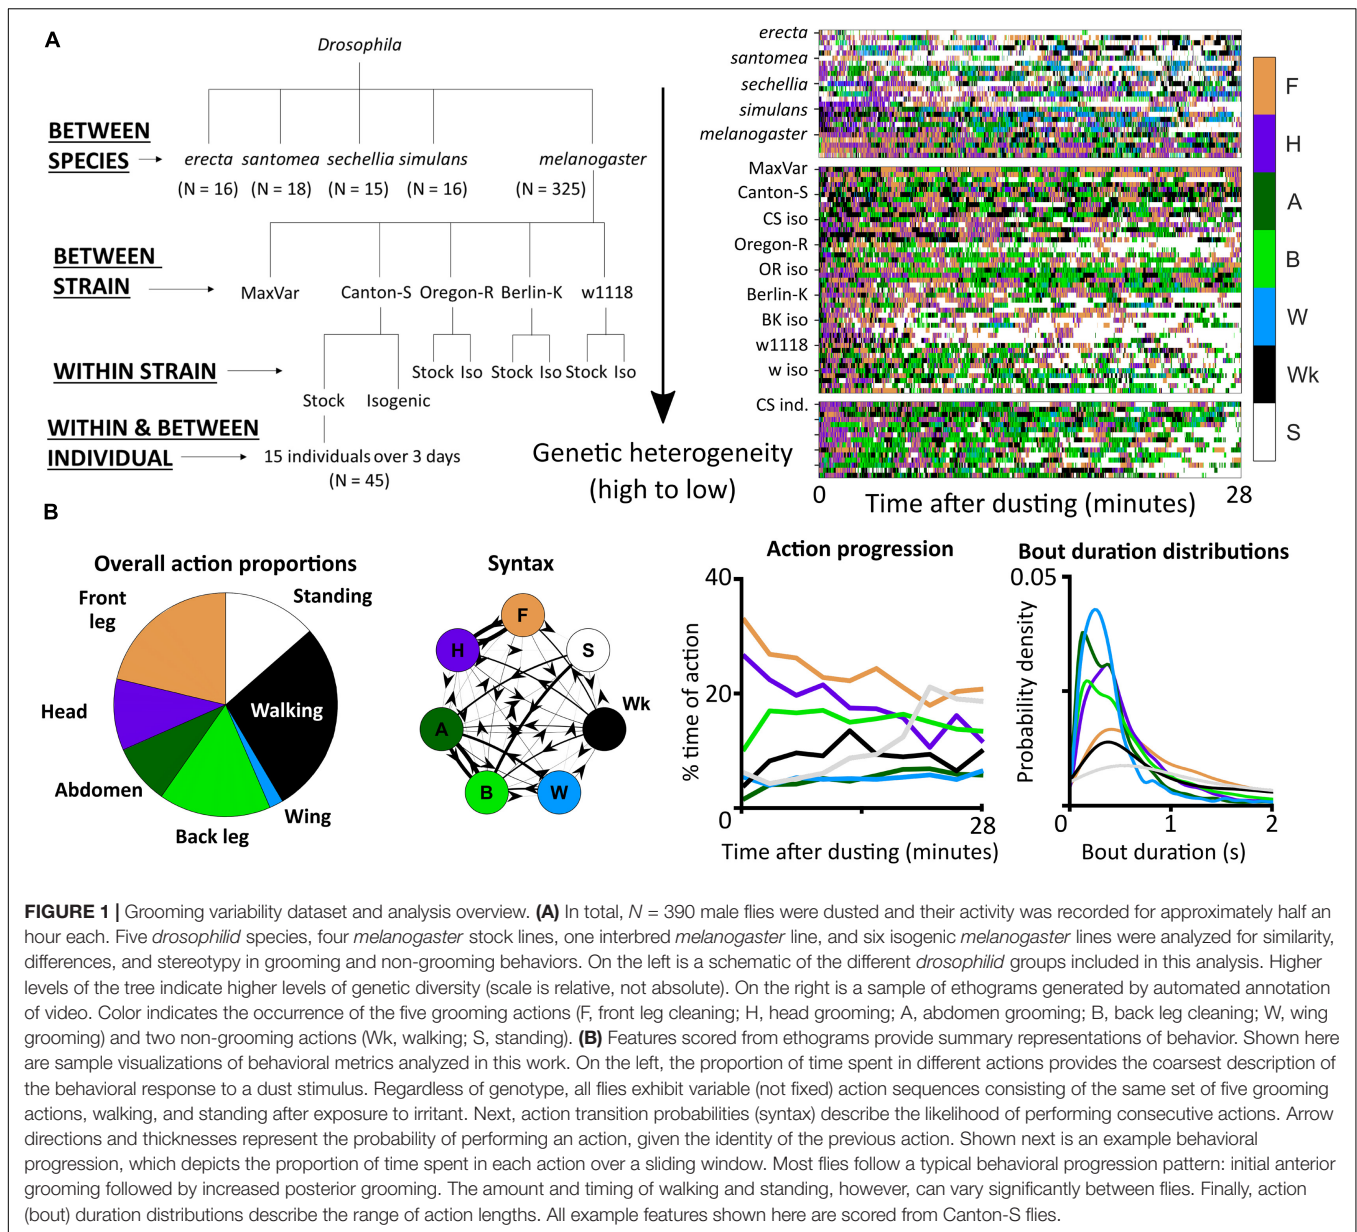 A
Drosophila
BETWEEN
SPECIES
erecta santomea sechellia simulans melanogaster
(N = 16) (N = 18) (N = 15) (N = 16) (N = 325)
BETWEEN
STRAIN
MaxVar Canton-S Oregon-R Berlin-K w1118
WITHIN STRAIN
Stock Iso Stock Iso Stock Iso
Stock Isogenic
WITHIN & BETWEEN
INDIVIDUAL
15 individuals over 3 days
(N = 45)
Genetic heterogeneity
(high to low)
erecta
santomea
sechellia
simulans
melanogaster
MaxVar
Canton-S
CS iso
Oregon-R
OR iso
Berlin-K
BK iso
w1118
w iso
CS ind.
0 Time after dusting (minutes) 28
F
H
A
B
W
Wk
S
B
Overall action proportions
Front
leg
Standing
Head
Walking
Abdomen
Back leg
Wing
Syntax
F
H
S
A
Wk
B
W
Action progression
40
20
0
% time of action
0 28
Time after dusting (minutes)
Bout duration distributions
0.05
Probability density
0 1 2
Bout duration (s)
FIGURE 1 | Grooming variability dataset and analysis overview. (A) In total, N = 390 male flies were dusted and their activity was recorded for approximately half an
hour each. Five drosophilid species, four melanogaster stock lines, one interbred melanogaster line, and six isogenic melanogaster lines were analyzed for similarity,
differences, and stereotypy in grooming and non-grooming behaviors. On the left is a schematic of the different drosophilid groups included in this analysis. Higher
levels of the tree indicate higher levels of genetic diversity (scale is relative, not absolute). On the right is a sample of ethograms generated by automated annotation
of video. Color indicates the occurrence of the five grooming actions (F, front leg cleaning; H, head grooming; A, abdomen grooming; B, back leg cleaning; W, wing
grooming) and two non-grooming actions (Wk, walking; S, standing). (B) Features scored from ethograms provide summary representations of behavior. Shown here
are sample visualizations of behavioral metrics analyzed in this work. On the left, the proportion of time spent in different actions provides the coarsest description of
the behavioral response to a dust stimulus. Regardless of genotype, all flies exhibit variable (not fixed) action sequences consisting of the same set of five grooming
actions, walking, and standing after exposure to irritant. Next, action transition probabilities (syntax) describe the likelihood of performing consecutive actions. Arrow
directions and thicknesses represent the probability of performing an action, given the identity of the previous action. Shown next is an example behavioral
progression, which depicts the proportion of time spent in each action over a sliding window. Most flies follow a typical behavioral progression pattern: initial anterior
grooming followed by increased posterior grooming. The amount and timing of walking and standing, however, can vary significantly between flies. Finally, action
(bout) duration distributions describe the range of action lengths. All example features shown here are scored from Canton-S flies.